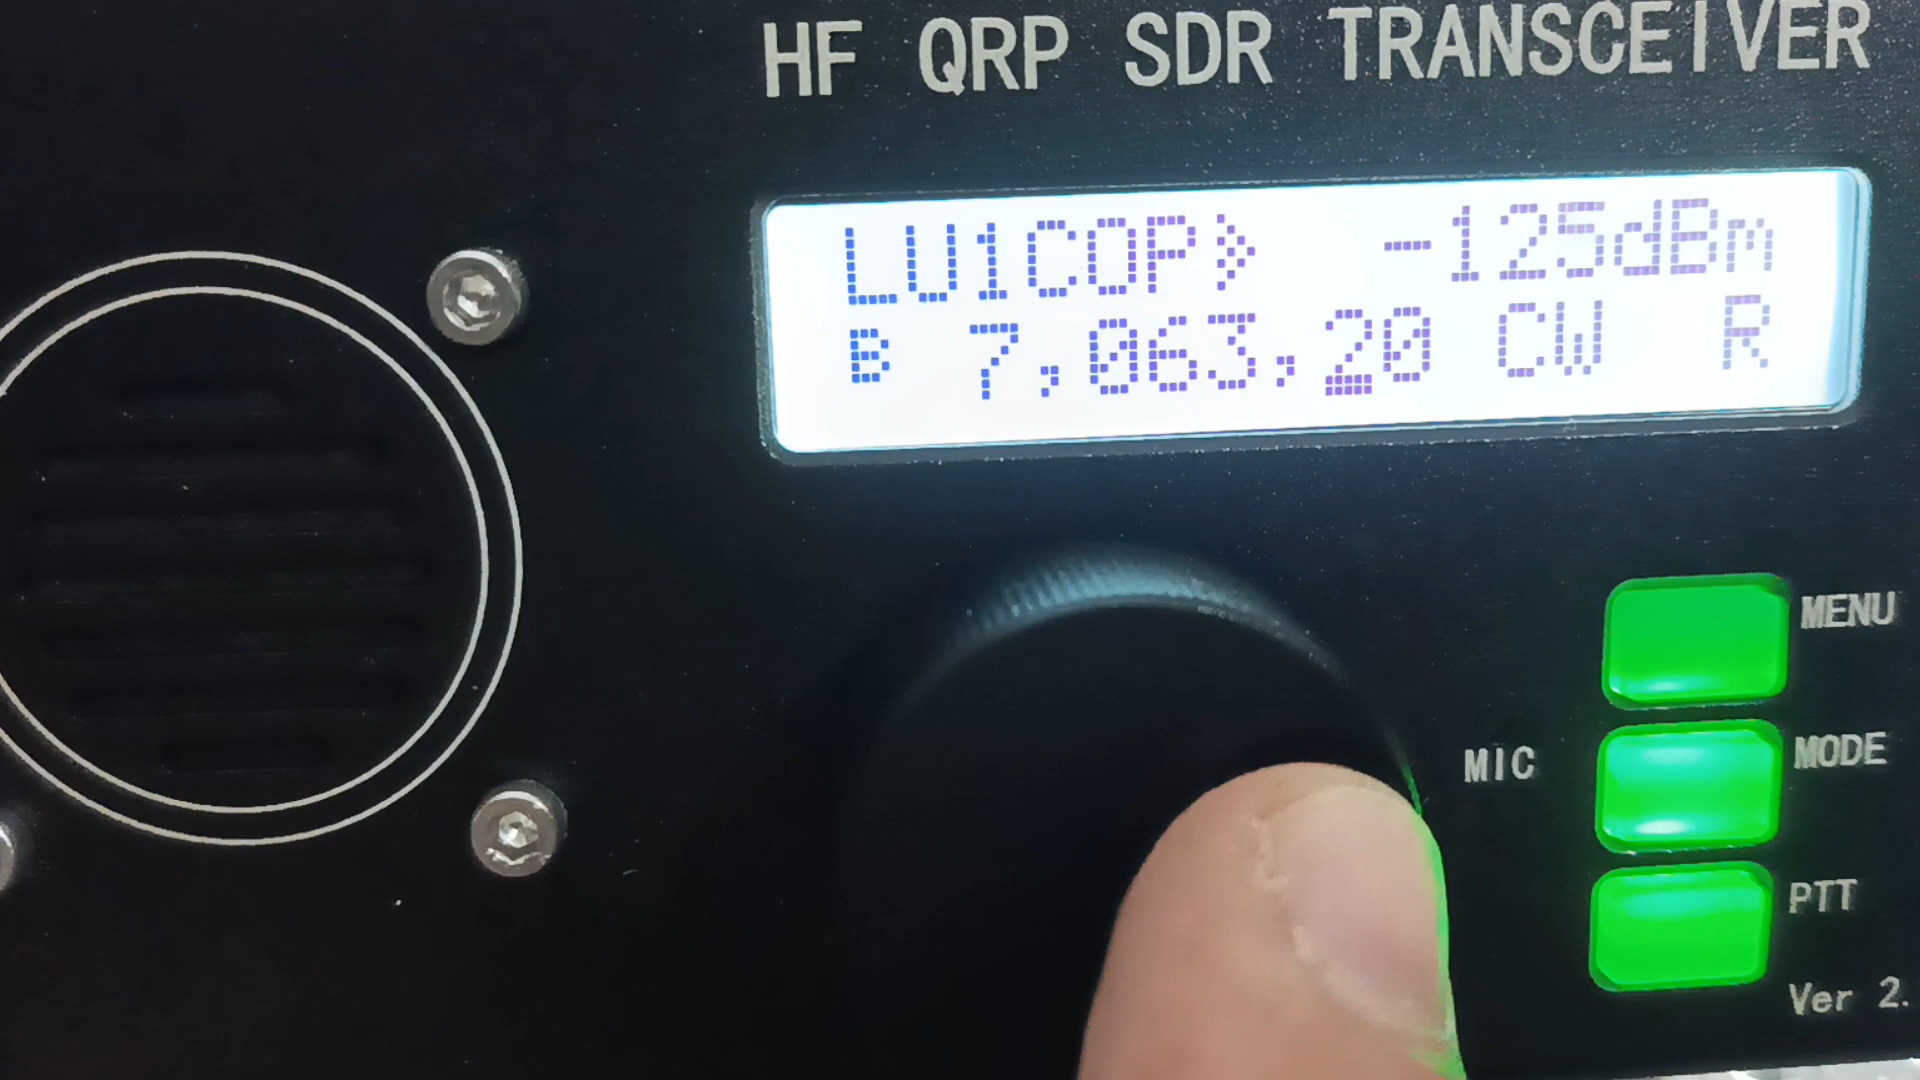 HF QRP SDR TRANSCEIVER
LU1COP -125dBm
B 7,063,20 CW R
MENU
MIC
MODE
PTT
Ver 2.